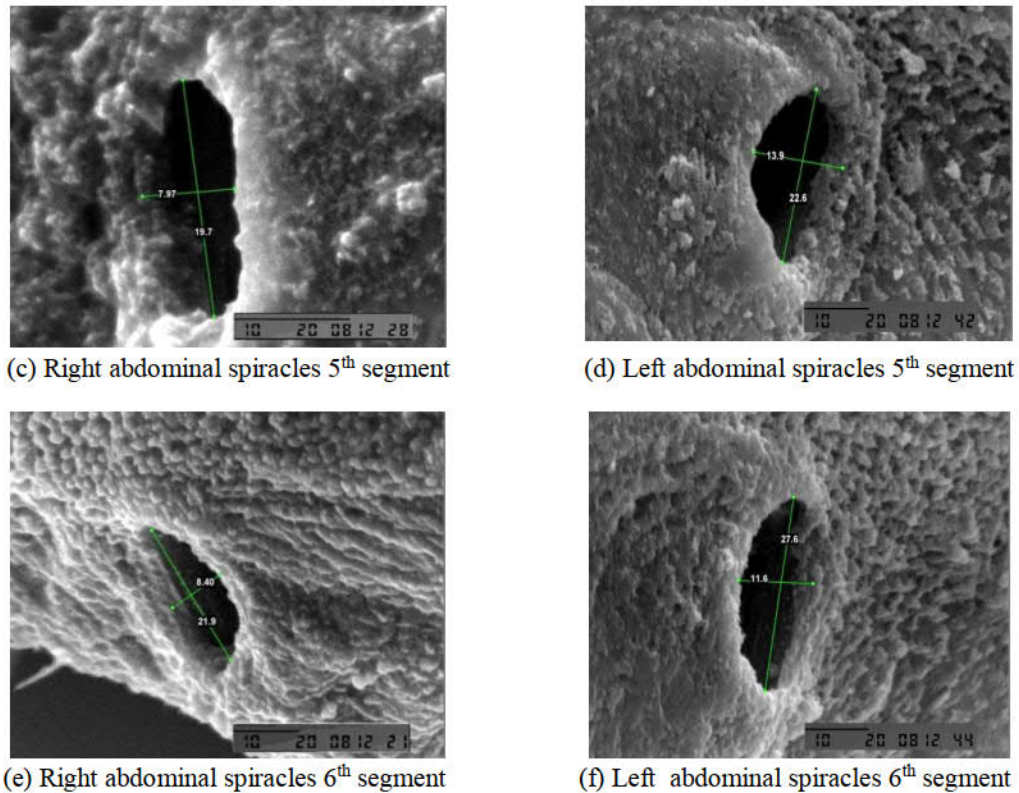 7.97
19.7
10 20 0812 28
13.9
22.6
10 20 0812 42
(c) Right abdominal spiracles 5th segment
(d) Left abdominal spiracles 5th segment
8.40
21.9
10 20 0812 21
27.6
11.6
10 20 0812 44
(e) Right abdominal spiracles 6th segment
(f) Left abdominal spiracles 6th segment